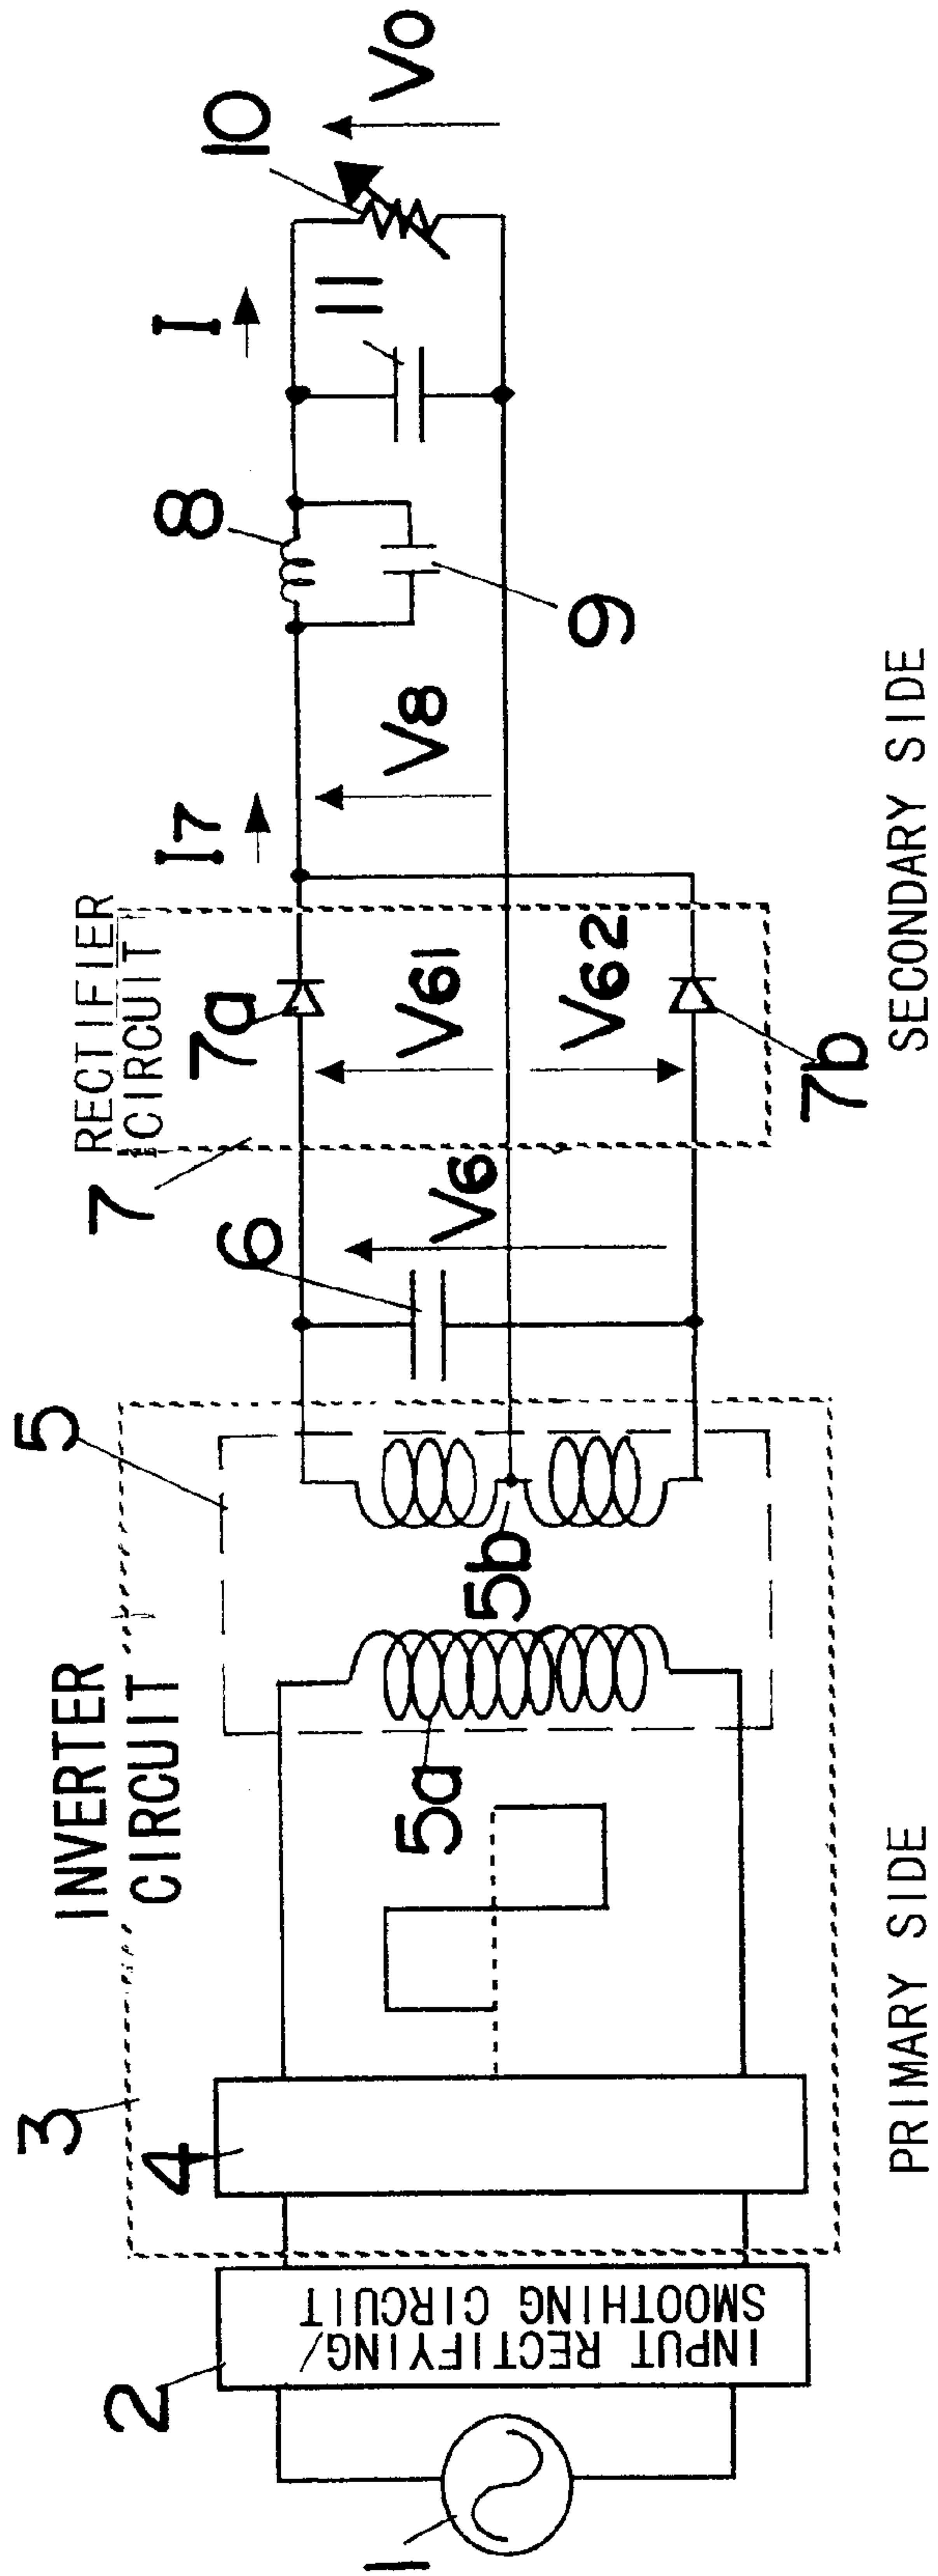 1
2
INPUT RECTIFYING/
SMOOTHING CIRCUIT
3
4
INVERTER
CIRCUIT
5
5a
5b
6
V6
7
RECTIFIER
CIRCUIT
7a
7b
V61
V62
I7
V8
8
9
I
11
10
V0
PRIMARY SIDE
SECONDARY SIDE